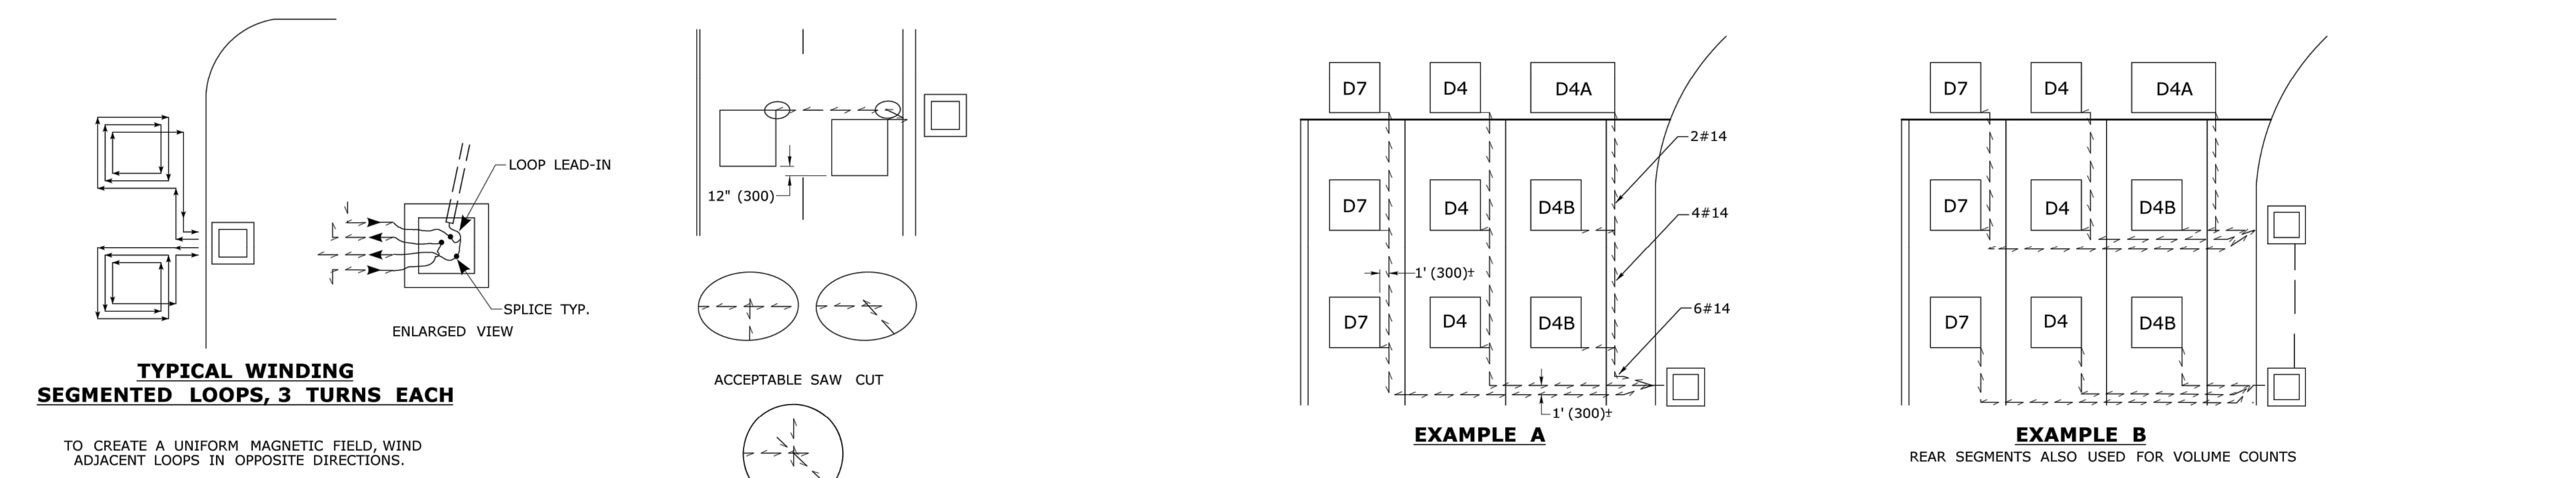 LOOP LEAD-IN
SPLICE TYP.
ENLARGED VIEW
TYPICAL WINDING
SEGMENTED LOOPS, 3 TURNS EACH
TO CREATE A UNIFORM MAGNETIC FIELD, WIND
ADJACENT LOOPS IN OPPOSITE DIRECTIONS.
12" (300)
ACCEPTABLE SAW CUT
D7 D4 D4A
2#14
D7 D4 D4B
4#14
1' (300)±
D7 D4 D4B
6#14
1' (300)±
EXAMPLE A
D7 D4 D4A
D7 D4 D4B
D7 D4 D4B
EXAMPLE B
REAR SEGMENTS ALSO USED FOR VOLUME COUNTS